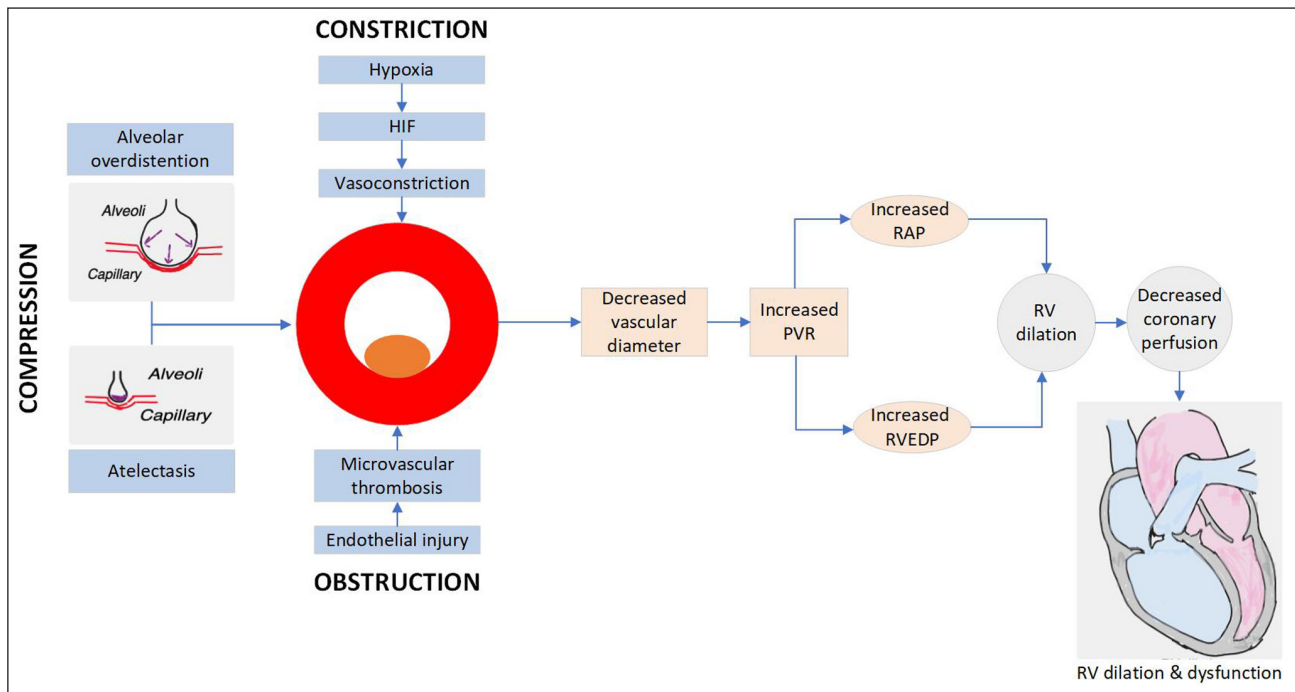 CONSTRICTION
Hypoxia
HIF
Vasoconstriction
COMPRESSION
Alveolar
overdistention
Alveoli
Capillary
Alveoli
Capillary
Atelectasis
Microvascular
thrombosis
Endothelial injury
OBSTRUCTION
Decreased
vascular
diameter
Increased
PVR
Increased
RAP
Increased
RVEDP
RV
dilation
Decreased
coronary
perfusion
RV dilation & dysfunction